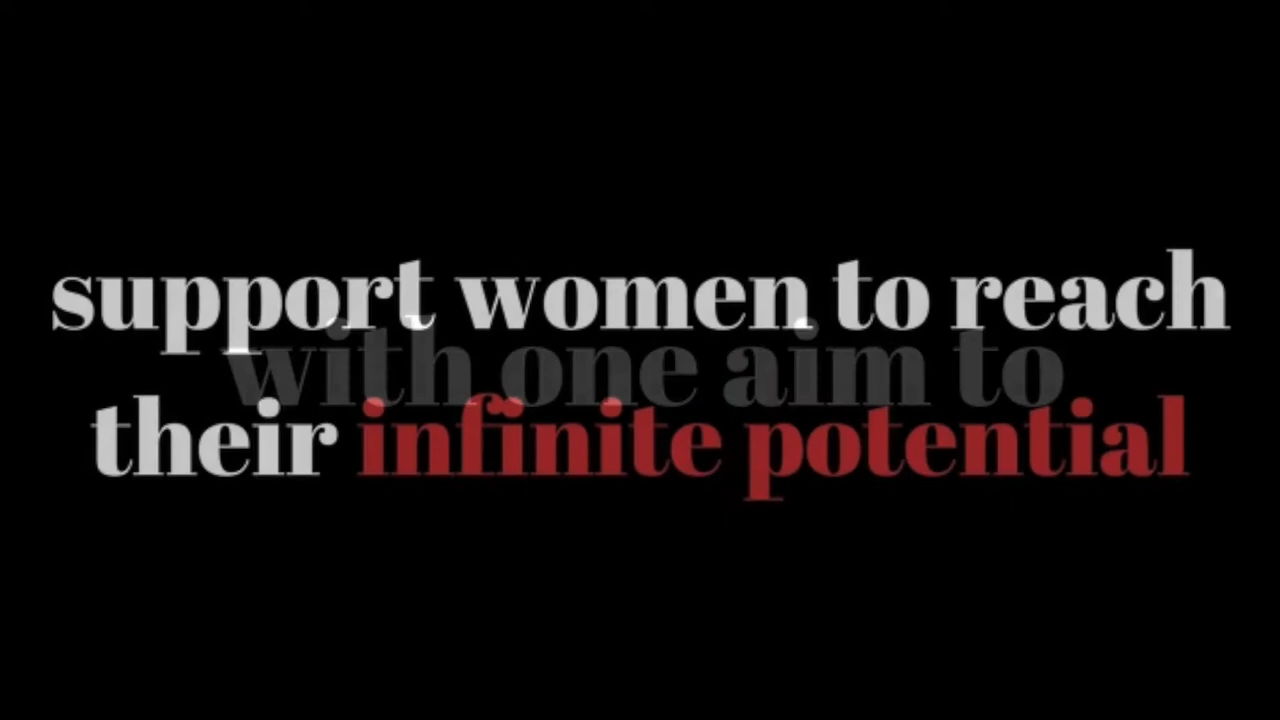 support women to reach
with one aim to
their infinite potential